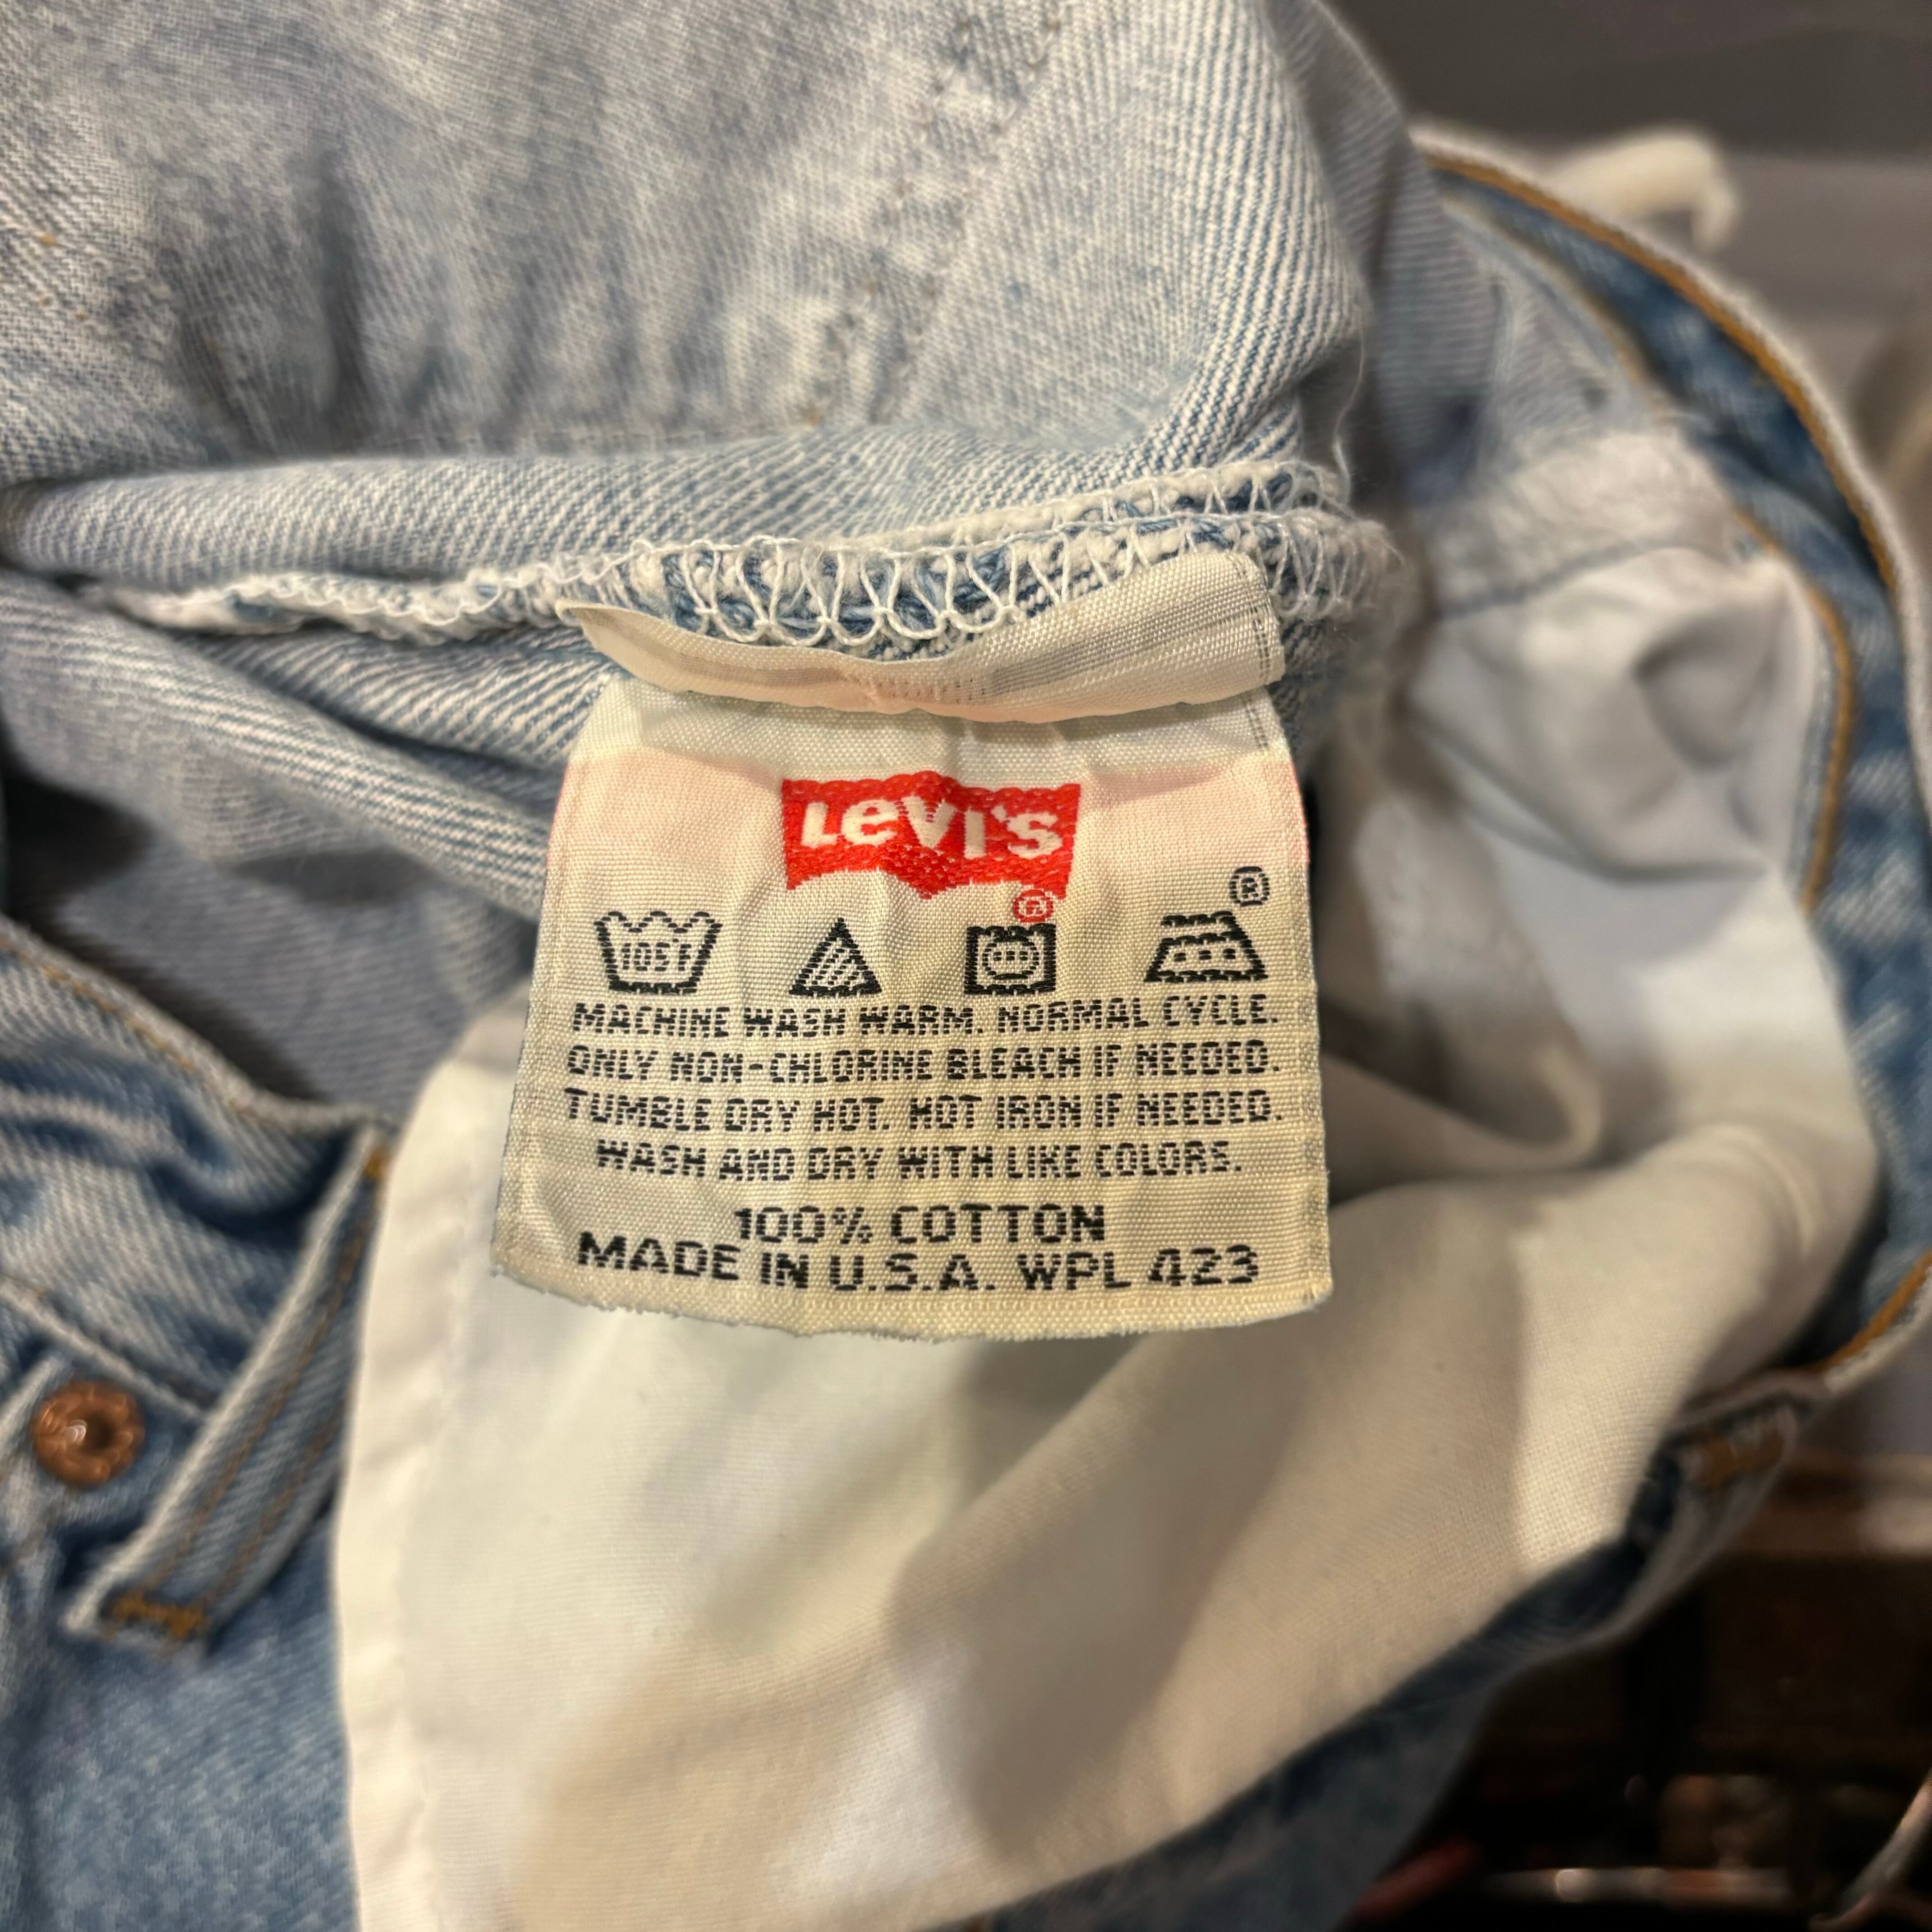 LeVI'S
®
®
105°F
MACHINE WASH WARM. NORMAL CYCLE.
ONLY NON-CHLORINE BLEACH IF NEEDED.
TUMBLE DRY HOT. HOT IRON IF NEEDED.
WASH AND DRY WITH LIKE COLORS.
100% COTTON
MADE IN U.S.A. WPL 423